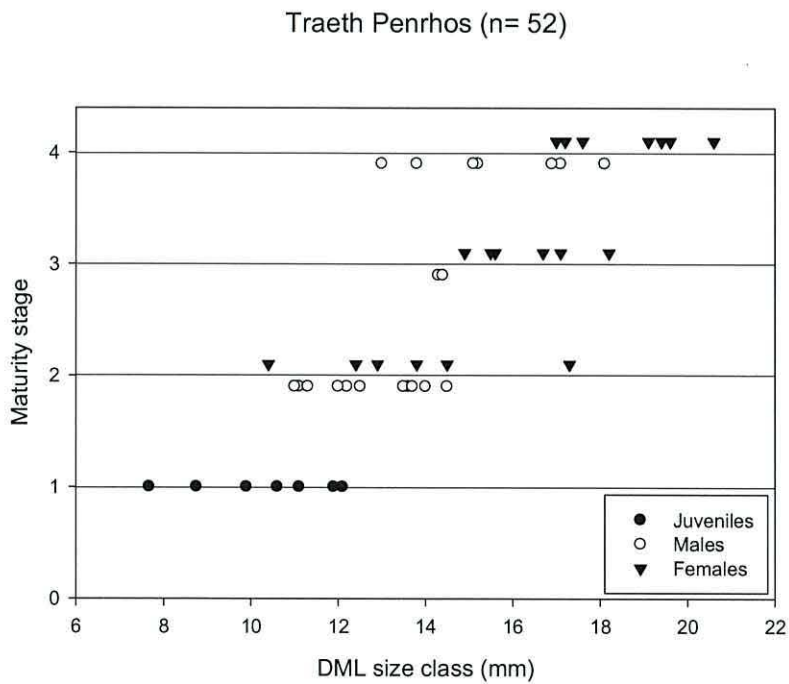 Traeth Penrhos (n= 52)
4
3
2
1
0
Maturity stage
Juveniles
Males
Females
6 8 10 12 14 16 18 20 22
DML size class (mm)